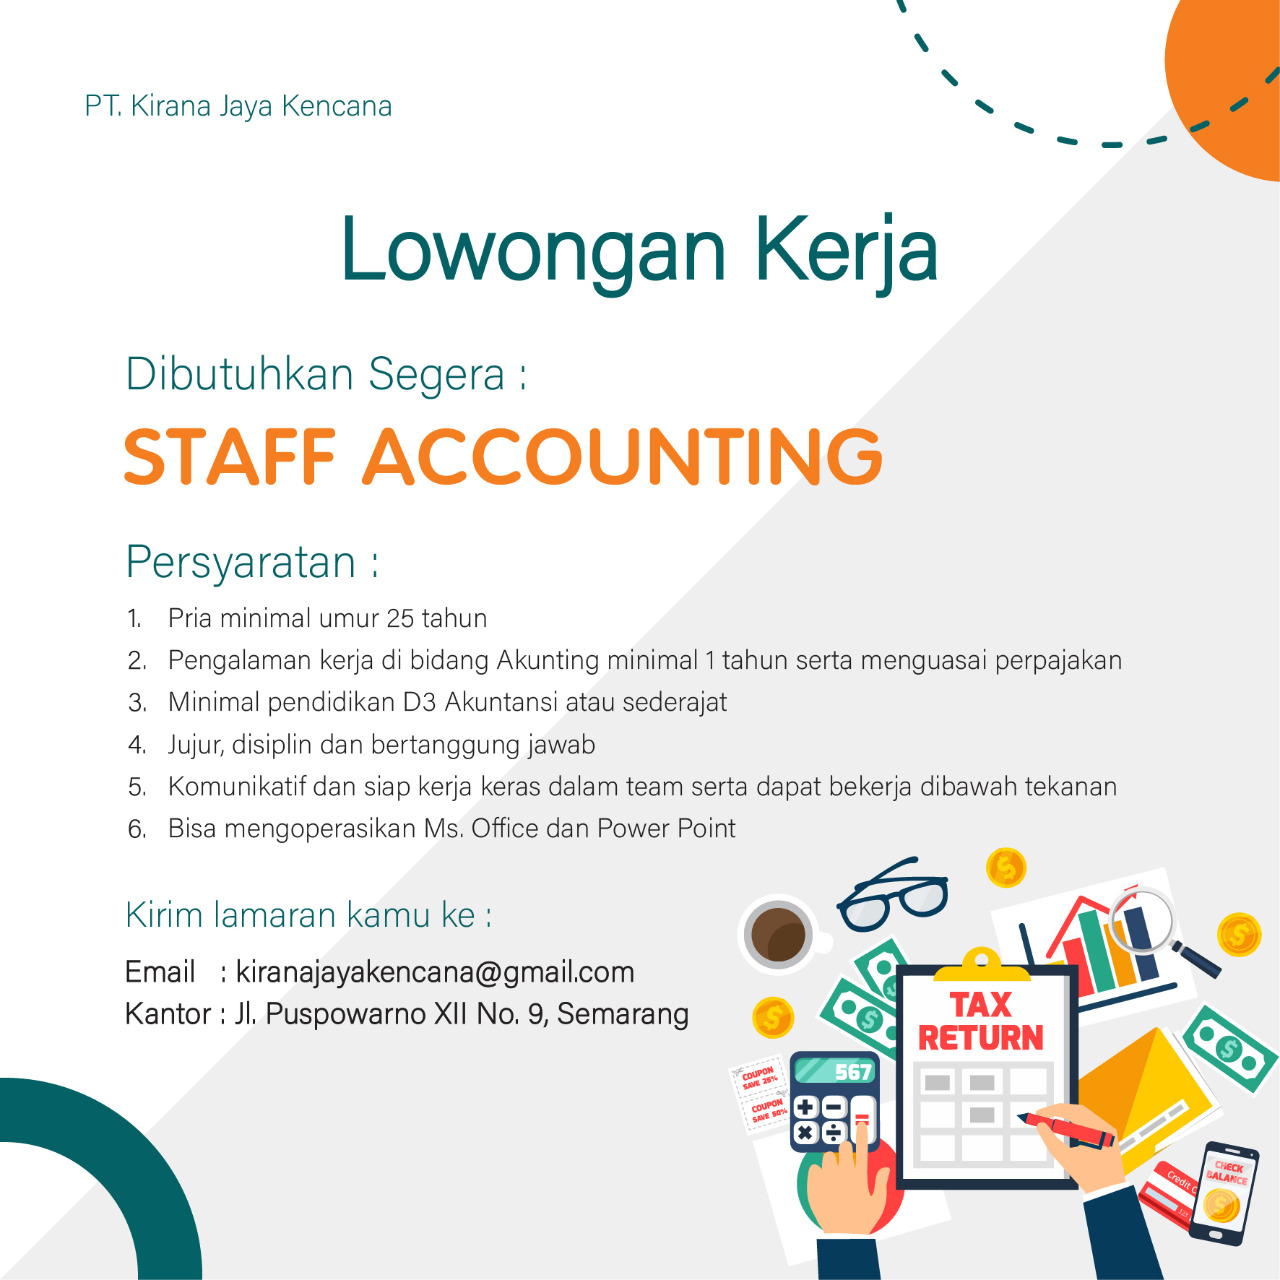 PT. Kirana Jaya Kencana
Lowongan Kerja
Dibutuhkan Segera :
STAFF ACCOUNTING
Persyaratan :
1. Pria minimal umur 25 tahun
2. Pengalaman kerja di bidang Akunting minimal 1 tahun serta menguasai perpajakan
3. Minimal pendidikan D3 Akuntansi atau sederajat
4. Jujur, disiplin dan bertanggung jawab
5. Komunikatif dan siap kerja keras dalam team serta dapat bekerja dibawah tekanan
6. Bisa mengoperasikan Ms. Office dan Power Point
Kirim lamaran kamu ke :
Email : kiranajayakencana@gmail.com
Kantor : Jl. Puspowarno XII No. 9, Semarang
TAX
RETURN
567
COUPON
SAVE 25%
COUPON
SAVE 50%
CHECK
BALANCE
Credit C